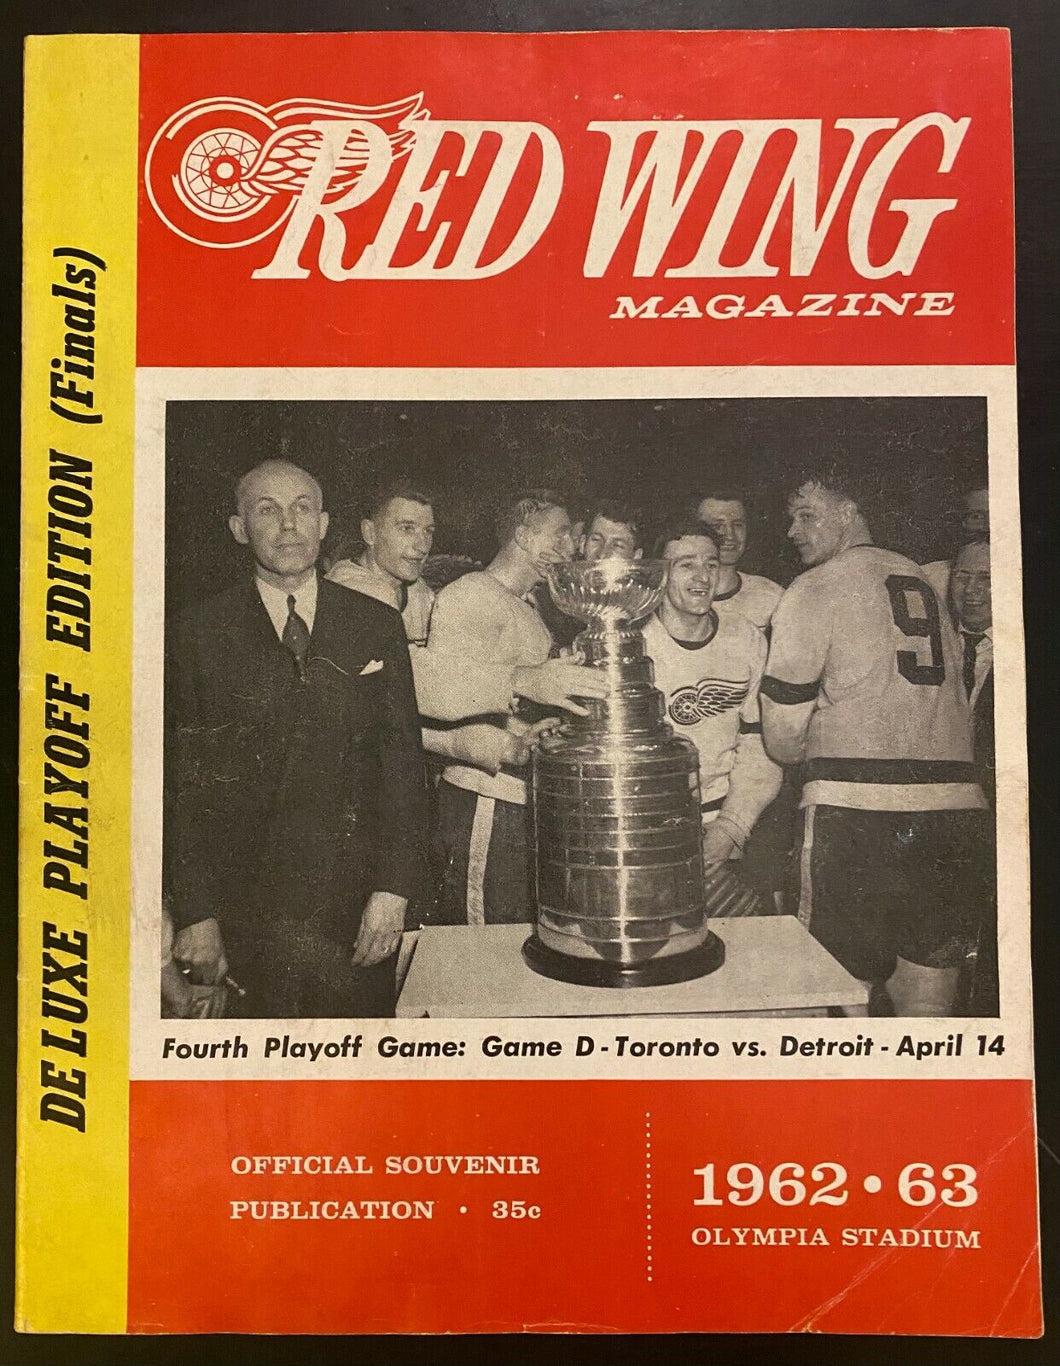 RED WING
MAGAZINE
DE LUXE PLAYOFF EDITION (Finals)
9
Fourth Playoff Game: Game D - Toronto vs. Detroit - April 14
OFFICIAL SOUVENIR
PUBLICATION • 35c
1962 • 63
OLYMPIA STADIUM